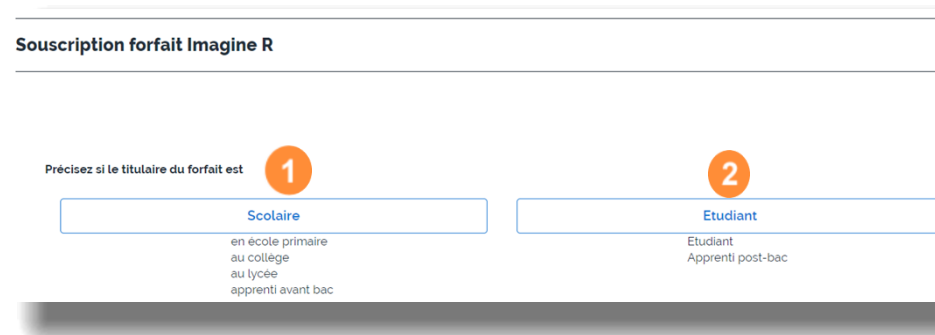 Souscription forfait Imagine R
Précisez si le titulaire du forfait est
1
2
Scolaire
en école primaire
au collège
au lycée
apprenti avant bac
Etudiant
Etudiant
Apprenti post-bac